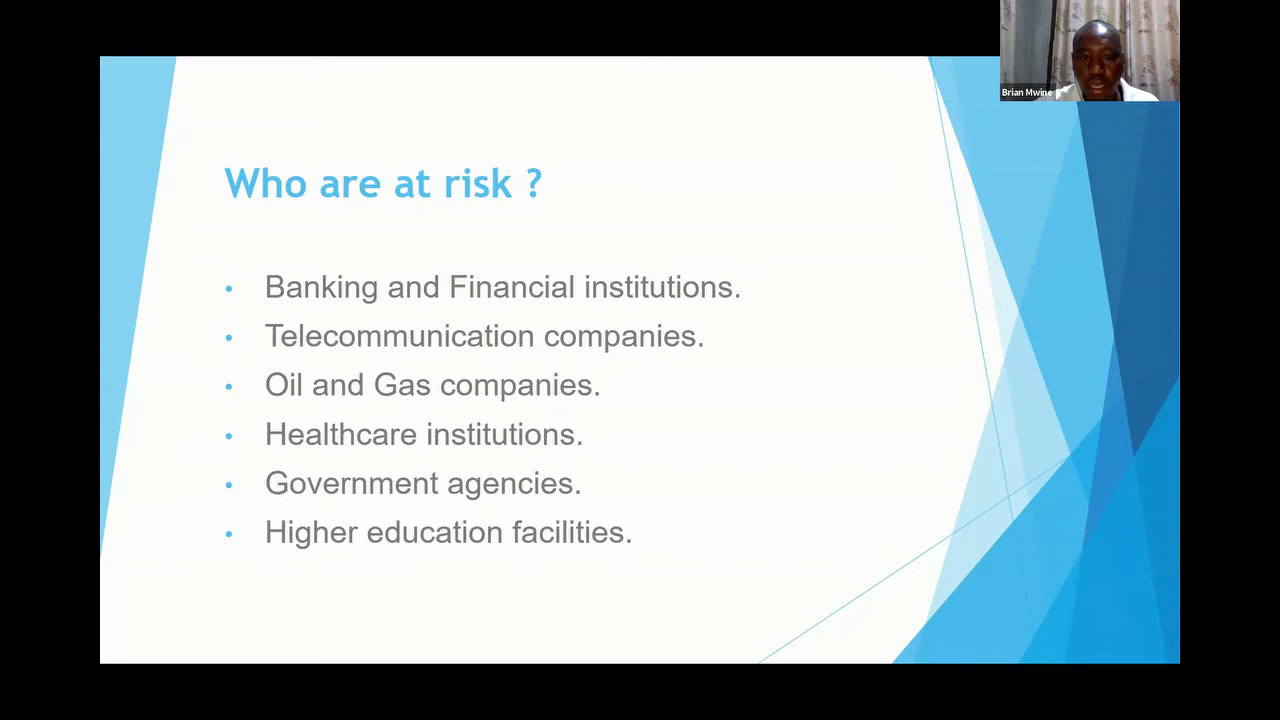 Brian Mwine
Who are at risk ?
• Banking and Financial institutions.
• Telecommunication companies.
• Oil and Gas companies.
• Healthcare institutions.
• Government agencies.
• Higher education facilities.